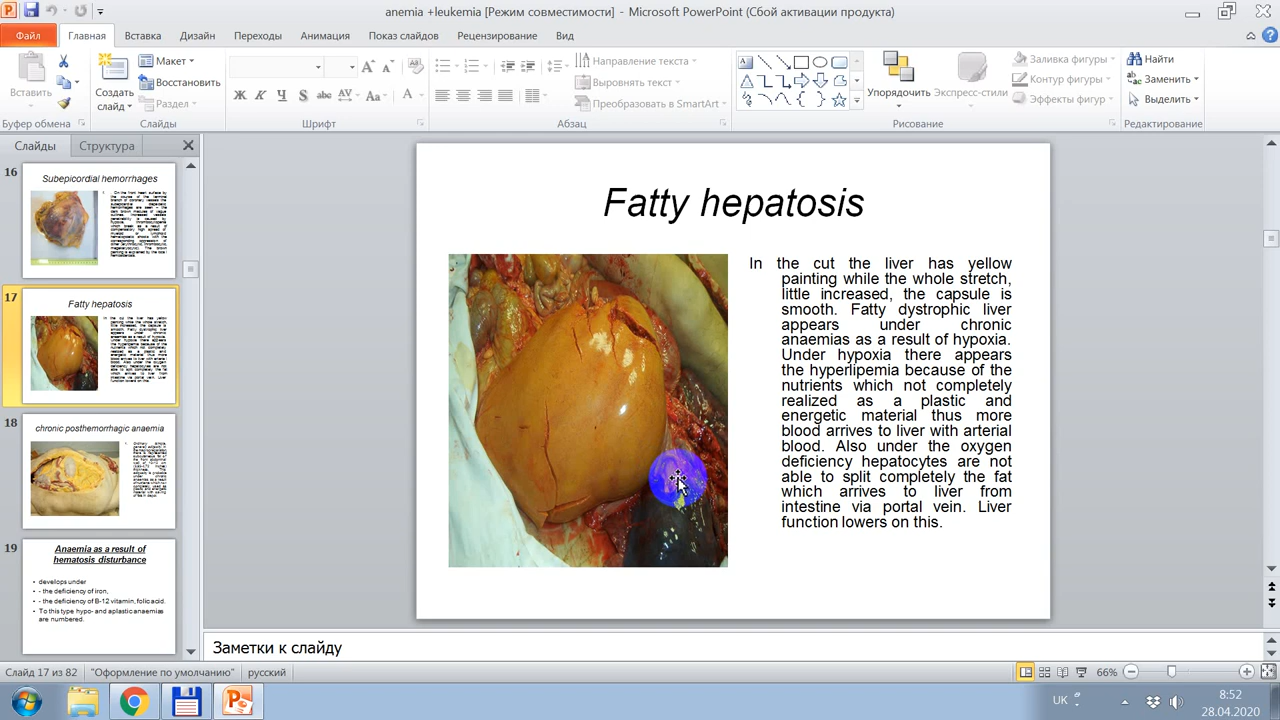 anemia +leukemia [Режим совместимости] - Microsoft PowerPoint (Сбой активации продукта)
Файл Главная Вставка Дизайн Переходы Анимация Показ слайдов Рецензирование Вид
Вставить
Создать слайд
Макет
Восстановить
Раздел
Направление текста
Выровнять текст
Преобразовать в SmartArt
Упорядочить
Экспресс-стили
Заливка фигуры
Контур фигуры
Эффекты фигур
Найти
Заменить
Выделить
Буфер обмена Слайды Шрифт Абзац Рисование Редактирование
Слайды Структура
16
Subepicordial hemorrhages
17
Fatty hepatosis
18
chronic posthemorrhagic anaemia
19
Anaemia as a result of
hematosis disturbance
• develops under
• - the deficiency of iron,
• - the deficiency of B-12 vitamin, folic acid.
• To this type hypo- and aplastic anaemias
are numbered.
Fatty hepatosis
In the cut the liver has yellow
painting while the whole stretch,
little increased, the capsule is
smooth. Fatty dystrophic liver
appears under chronic
anaemias as a result of hypoxia.
Under hypoxia there appears
the hyperlipemia because of the
nutrients which not completely
realized as a plastic and
energetic material thus more
blood arrives to liver with arterial
blood. Also under the oxygen
deficiency hepatocytes are not
able to split completely the fat
which arrives to liver from
intestine via portal vein. Liver
function lowers on this.
Заметки к слайду
Слайд 17 из 82 "Оформление по умолчанию" русский 66%
UK 8:52
28.04.2020